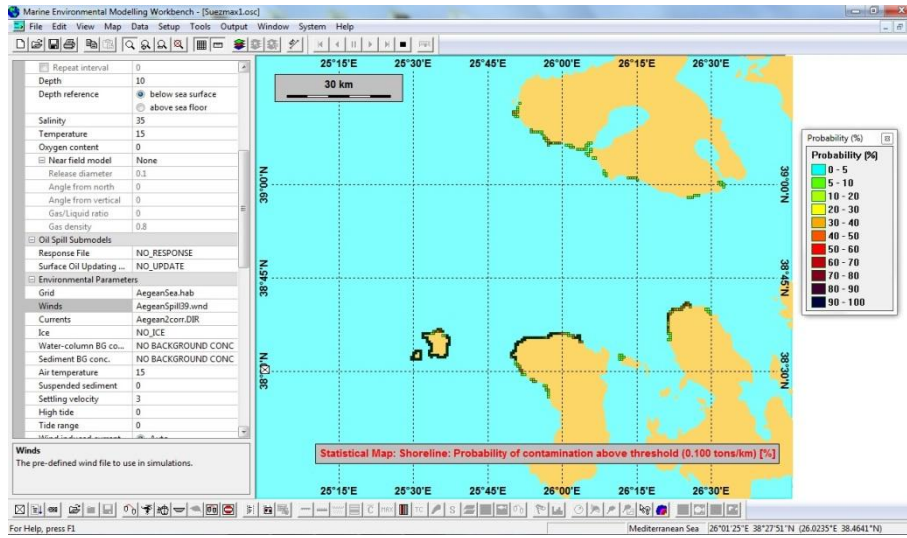 Marine Environmental Modelling Workbench - [Suezmax1.osc]
File Edit View Map Data Setup Tools Output Window System Help
Repeat interval 0
Depth 10
Depth reference below sea surface
above sea floor
Salinity 35
Temperature 15
Oxygen content 0
Near field model None
Release diameter 0.1
Angle from north 0
Angle from vertical 0
Gas/Liquid ratio 0
Gas density 0.8
Oil Spill Submodels
Response File NO_RESPONSE
Surface Oil Updating ... NO_UPDATE
Environmental Parameters
Grid AegeanSea.hab
Winds AegeanSpill39.wnd
Currents Aegean2corr.DIR
Ice NO_ICE
Water-column BG co... NO BACKGROUND CONC
Sediment BG conc. NO BACKGROUND CONC
Air temperature 15
Suspended sediment 0
Settling velocity 3
High tide 0
Tide range 0
Wind induced current Auto
Winds
The pre-defined wind file to use in simulations.
25°15'E 25°30'E 25°45'E 26°00'E 26°15'E 26°30'E
30 km
39°00'N 39°00'N
38°45'N 38°45'N
38°30'N
Statistical Map: Shoreline: Probability of contamination above threshold (0.100 tons/km) [%]
25°15'E 25°30'E 25°45'E 26°00'E 26°15'E 26°30'E
Probability (%)
Probability (%)
0 - 5
5 - 10
10 - 20
20 - 30
30 - 40
40 - 50
50 - 60
60 - 70
70 - 80
80 - 90
90 - 100
MAX TC S
For Help, press F1
Mediterranean Sea 26°01'25"E 38°27'51"N (26.0235°E 38.4641°N)